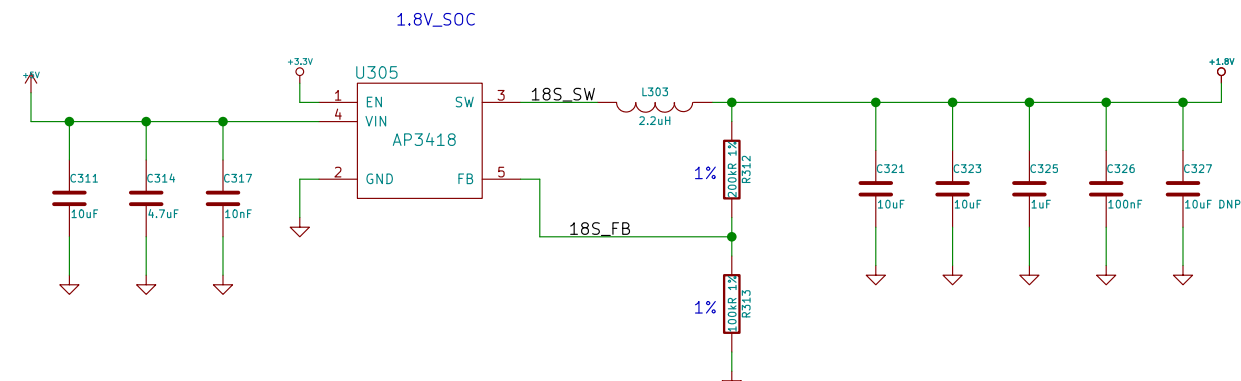 1.8V_SOC
+5V
+3.3V
U305
1
EN
4
VIN
2
GND
AP3418
SW
3
FB
5
18S_SW
18S_FB
L303
2.2uH
+1.8V
C311
10uF
C314
4.7uF
C317
10nF
1%
200kR 1%
R312
1%
100kR 1%
R313
C321
10uF
C323
10uF
C325
1uF
C326
100nF
C327
10uF DNP